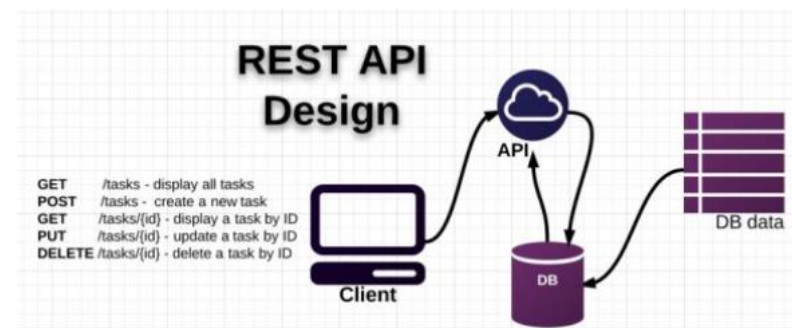 REST API
Design
GET /tasks - display all tasks
POST /tasks - create a new task
GET /tasks/{id} - display a task by ID
PUT /tasks/{id} - update a task by ID
DELETE /tasks/{id} - delete a task by ID
Client
API
DB
DB data